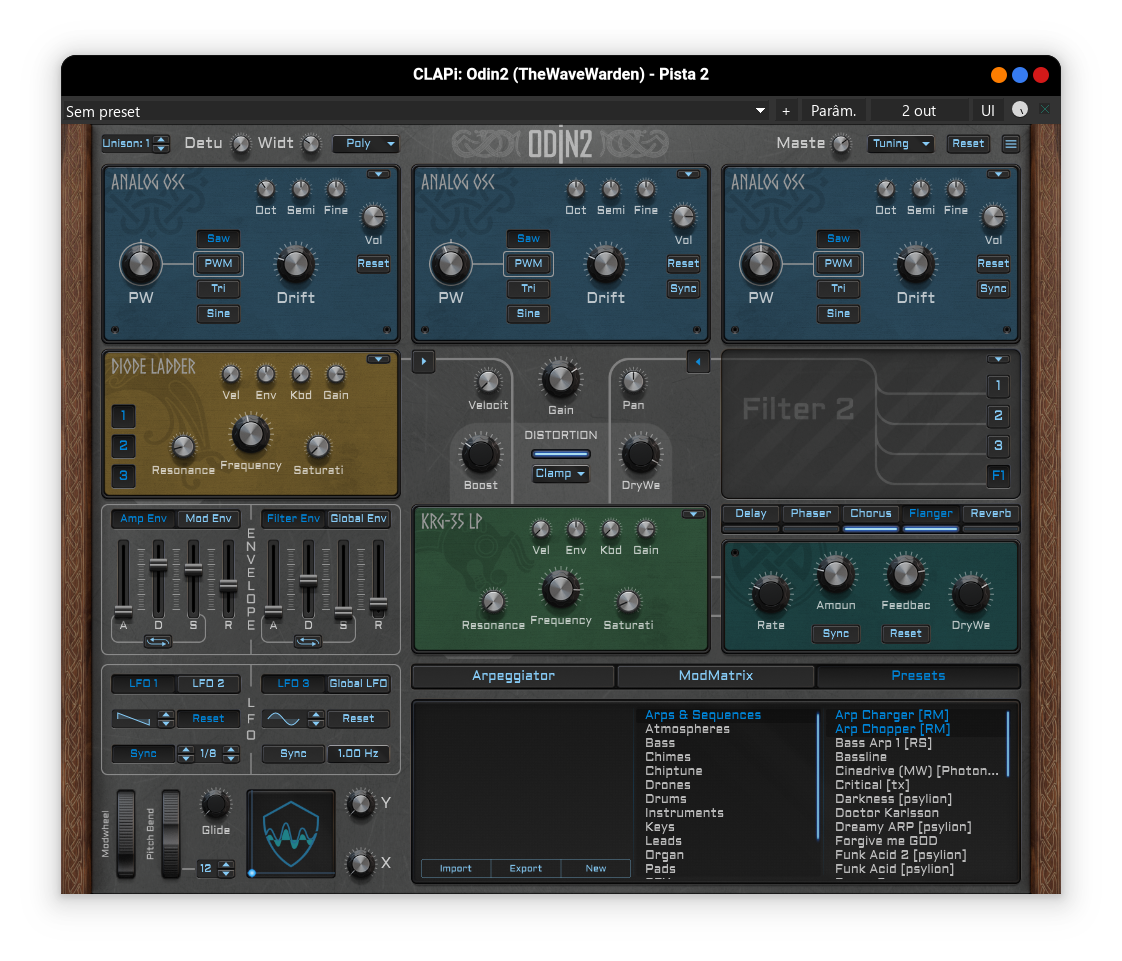 CLAPi: Odin2 (TheWaveWarden) - Pista 2
Sem preset + Parâm. 2 out UI
Unison: 1 Detu Widt Poly ODIN2 Maste Tuning Reset
ANALOG OSC ANALOG OSC ANALOG OSC
Oct Semi Fine Oct Semi Fine Oct Semi Fine
Vol Vol Vol
Saw Saw Saw
PWM Reset PWM Reset PWM Reset
Tri Sync Tri Sync
Tri
PW Drift PW Drift PW Drift
Sine Sine Sine
DIODE LADDER
Vel Env Kbd Gain
1
2
3
Resonance Frequency Saturati
Velocit Gain Pan
DISTORTION
Clamp
Boost DryWe
Filter 2
1
2
3
F1
Amp Env Mod Env Filter Env Global Env
ENVELOPE
A D S R A D S R
KRG-35 LP
Vel Env Kbd Gain
Resonance Frequency Saturati
Delay Phaser Chorus Flanger Reverb
Rate Amoun Feedbac DryWe
Sync Reset
LFO 1 LFO 2 LFO 3 Global LFO
LFO
Reset Reset
Sync 1/8 Sync 1.00 Hz
Modwheel Pitch Bend Glide Y
12 X
Arpeggiator ModMatrix Presets
Import Export New
Arps & Sequences
Atmospheres
Bass
Chimes
Chiptune
Drones
Drums
Instruments
Keys
Leads
Organ
Pads
Arp Charger [RM]
Arp Chopper [RM]
Bass Arp 1 [RS]
Bassline
Cinedrive (MW) [Photon...
Critical [tx]
Darkness [psylion]
Doctor Karlsson
Dreamy ARP [psylion]
Forgive me GOD
Funk Acid 2 [psylion]
Funk Acid [psylion]